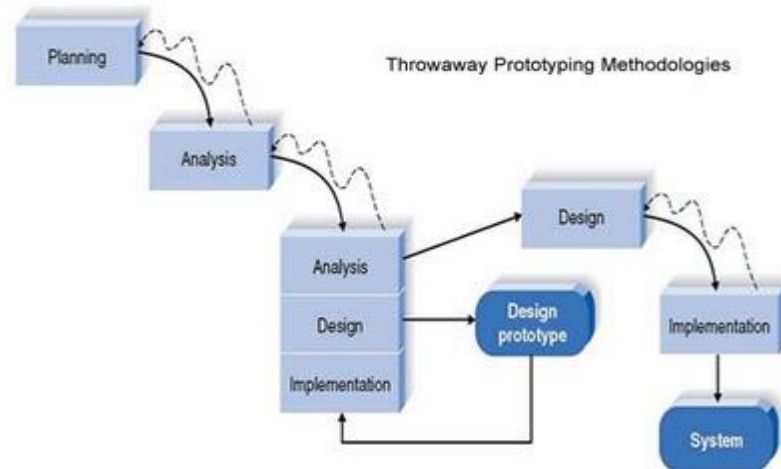 Planning
Throwaway Prototyping Methodologies
Analysis
Design
Analysis
Design
Design
prototype
Implementation
Implementation
System